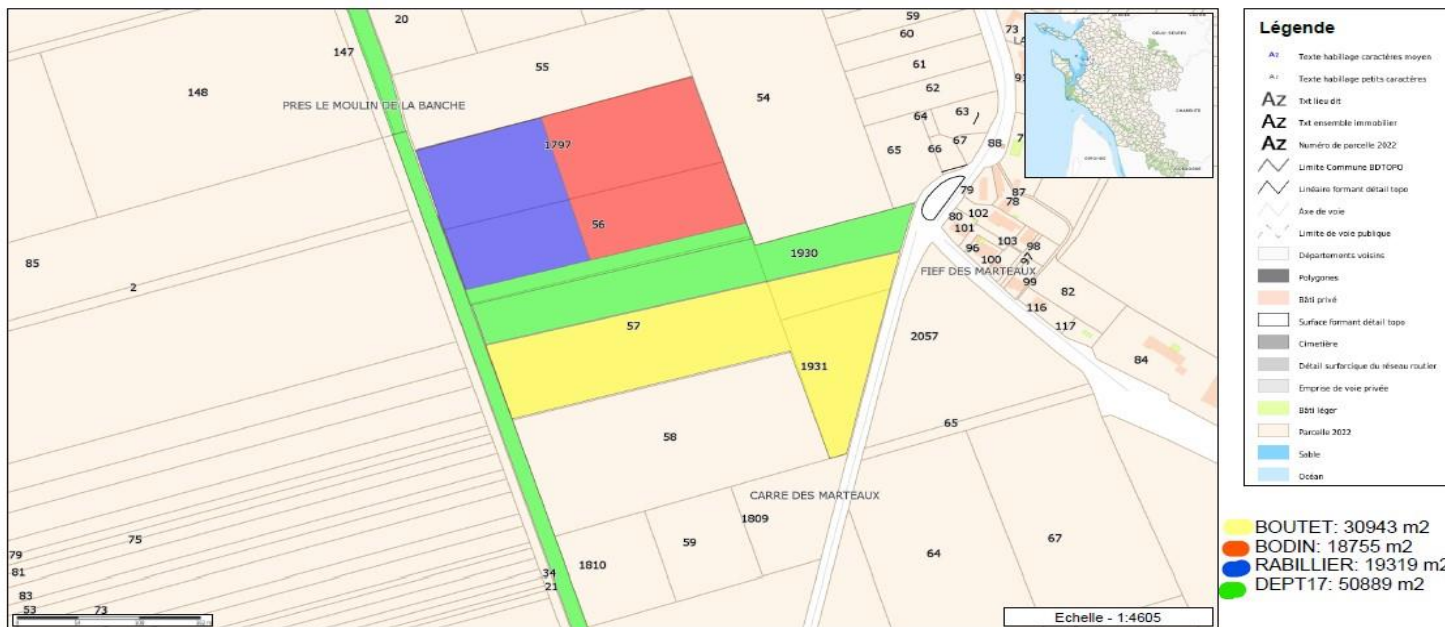 20
59
73
60
147
61
55
62
148
54
91
PRES LE MOULIN DE LA BANCHE
63
64
67
1797
65
66
88
79
87
78
56
80
102
101
103
98
96
1930
85
100
97
FIEF DES MARTEAUX
99
82
2
116
57
117
2057
84
1931
65
58
CARRE DES MARTEAUX
1809
75
59
67
64
79
1810
34
81
21
83
53
73
Echelle - 1:4605
Légende
Az Texte habillage caractères moyen
Az Texte habillage petits caractères
Az Txt lieu dit
Az Txt ensemble immobilier
Az Numéro de parcelle 2022
Limite Commune BDTOPO
Linéaire formant détail topo
Axe de voie
Limite de voie publique
Départements voisins
Polygones
Bâti privé
Surface formant détail topo
Cimetière
Détail surfacique du réseau routier
Emprise de voie privée
Bâti léger
Parcelle 2022
Sable
Océan
BOUTET: 30943 m2
BODIN: 18755 m2
RABILLIER: 19319 m2
DEPT17: 50889 m2